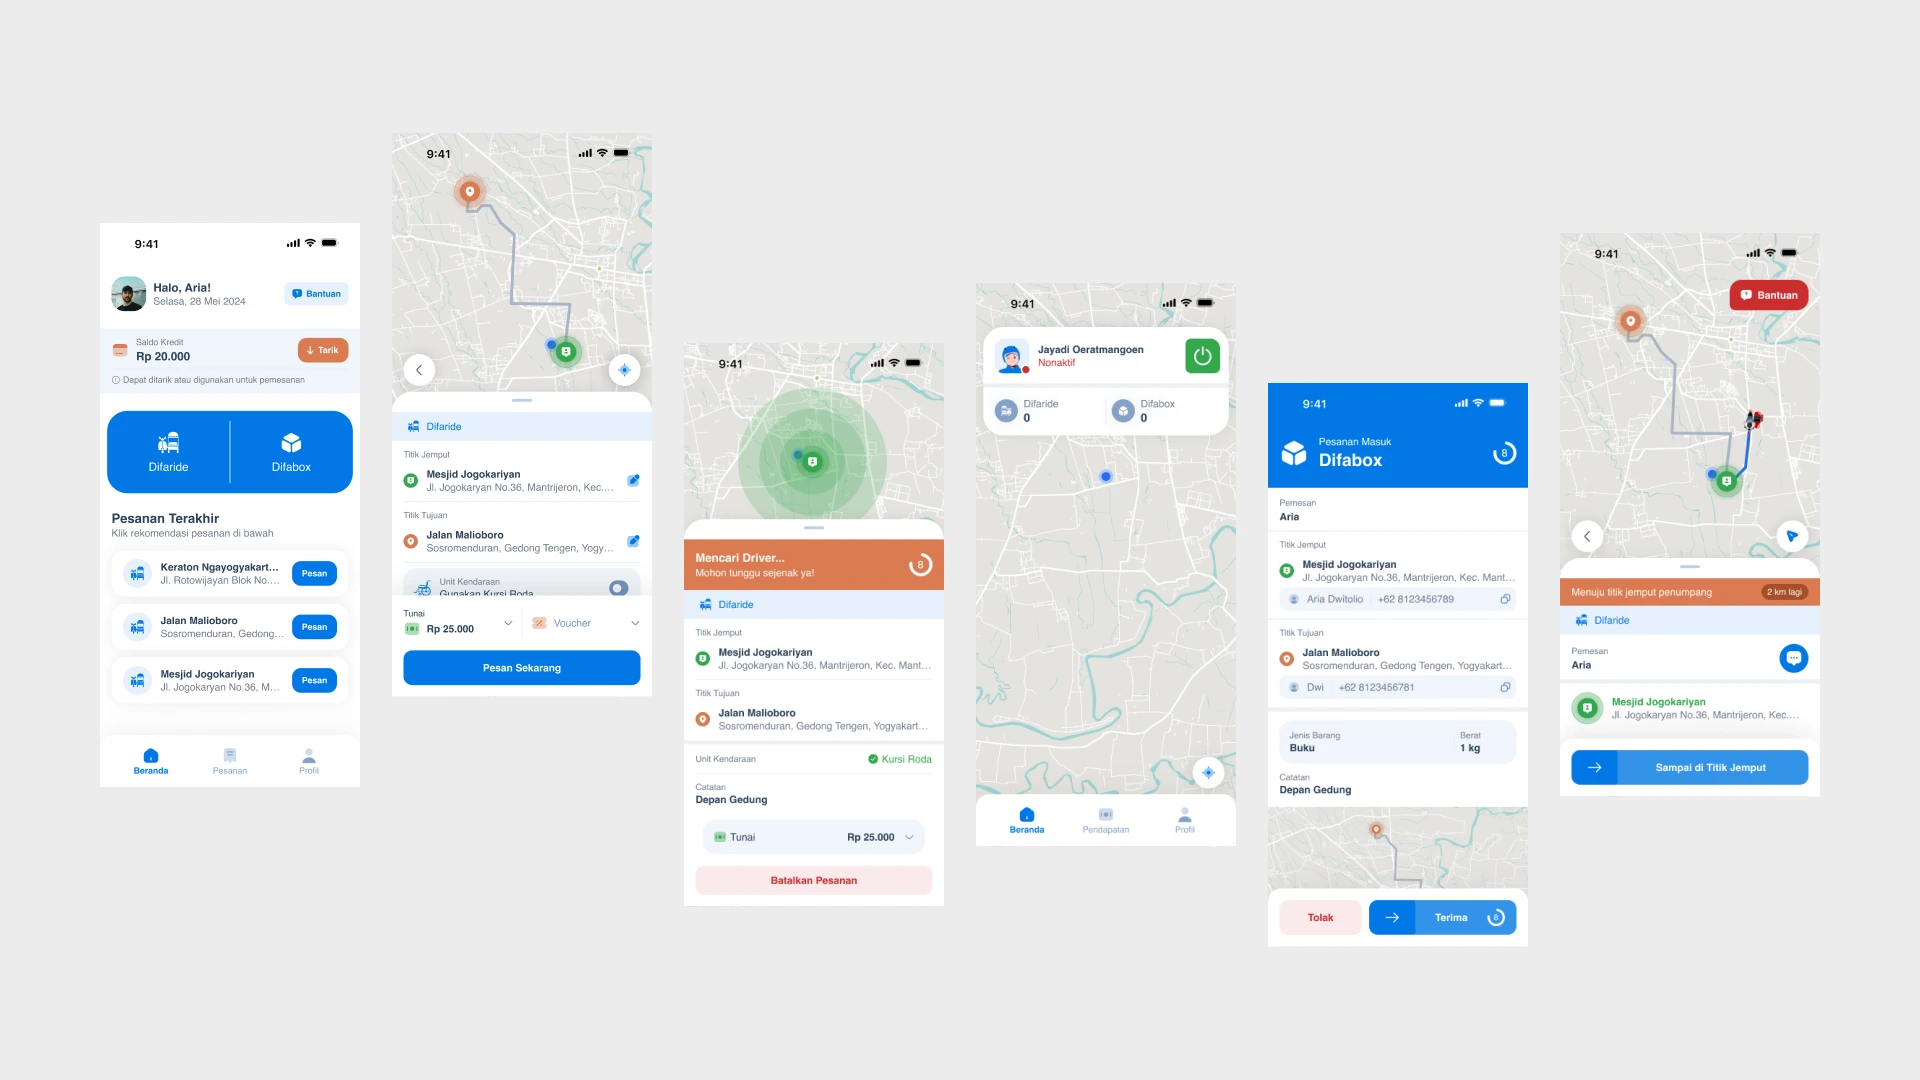 9:41
Halo, Aria!
Selasa, 28 Mei 2024
Bantuan
Saldo Kredit
Rp 20.000
Tarik
Dapat ditarik atau digunakan untuk pemesanan
Difaride
Difabox
Pesanan Terakhir
Klik rekomendasi pesanan di bawah
Keraton Ngayogyakart...
Jl. Rotowijayan Blok No....
Pesan
Jalan Malioboro
Sosromenduran, Gedong...
Pesan
Mesjid Jogokariyan
Jl. Jogokaryan No.36, M...
Pesan
Beranda
Pesanan
Profil
9:41
Difaride
Titik Jemput
Mesjid Jogokariyan
Jl. Jogokaryan No.36, Mantrijeron, Kec....
Titik Tujuan
Jalan Malioboro
Sosromenduran, Gedong Tengen, Yogy...
Unit Kendaraan
Gunakan Kursi Roda
Tunai
Rp 25.000
Voucher
Pesan Sekarang
9:41
Mencari Driver...
Mohon tunggu sejenak ya!
8
Difaride
Titik Jemput
Mesjid Jogokariyan
Jl. Jogokaryan No.36, Mantrijeron, Kec. Mant...
Titik Tujuan
Jalan Malioboro
Sosromenduran, Gedong Tengen, Yogyakart...
Unit Kendaraan
Kursi Roda
Catatan
Depan Gedung
Tunai
Rp 25.000
Batalkan Pesanan
9:41
Jayadi Oeratmangoen
Nonaktif
Difaride
0
Difabox
0
Beranda
Pendapatan
Profil
9:41
Pesanan Masuk
Difabox
8
Pemesan
Aria
Titik Jemput
Mesjid Jogokariyan
Jl. Jogokaryan No.36, Mantrijeron, Kec. Mant...
Aria Dwitolio
+62 8123456789
Titik Tujuan
Jalan Malioboro
Sosromenduran, Gedong Tengen, Yogyakart...
Dwi
+62 8123456781
Jenis Barang
Buku
Berat
1 kg
Catatan
Depan Gedung
Tolak
Terima
8
9:41
Bantuan
Menuju titik jemput penumpang
2 km lagi
Difaride
Pemesan
Aria
Mesjid Jogokariyan
Jl. Jogokaryan No.36, Mantrijeron, Kec....
Sampai di Titik Jemput